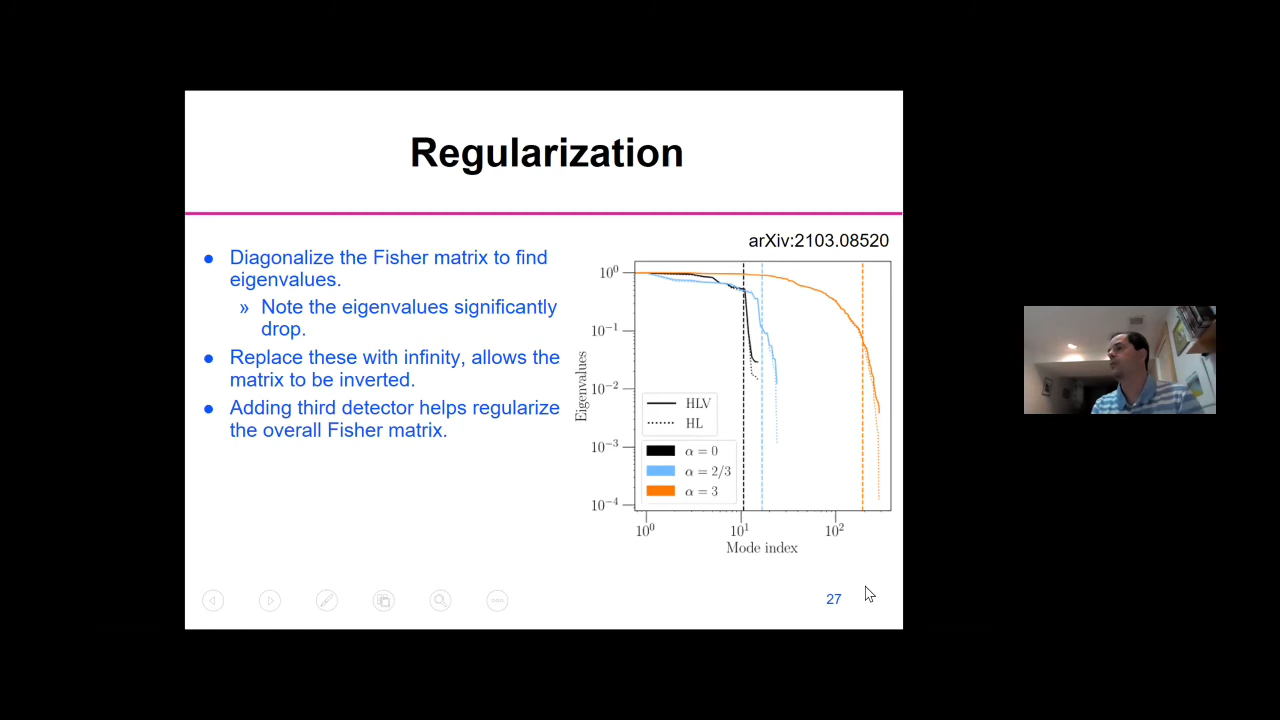 Regularization
arXiv:2103.08520
● Diagonalize the Fisher matrix to find
eigenvalues.
» Note the eigenvalues significantly
drop.
● Replace these with infinity, allows the
matrix to be inverted.
● Adding third detector helps regularize
the overall Fisher matrix.
Eigenvalues
10⁰
10⁻¹
10⁻²
10⁻³
10⁻⁴
HLV
HL
α = 0
α = 2/3
α = 3
10⁰ 10¹ 10²
Mode index
27